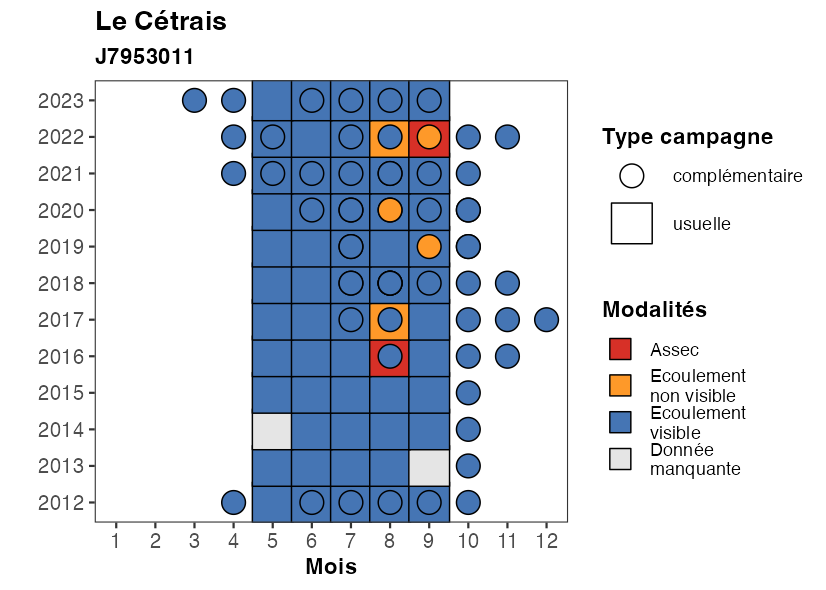 Le Cétrais
J7953011
2023
2022
2021
2020
2019
2018
2017
2016
2015
2014
2013
2012
1 2 3 4 5 6 7 8 9 10 11 12
Mois
Type campagne
complémentaire
usuelle
Modalités
Assec
Ecoulement
non visible
Ecoulement
visible
Donnée
manquante